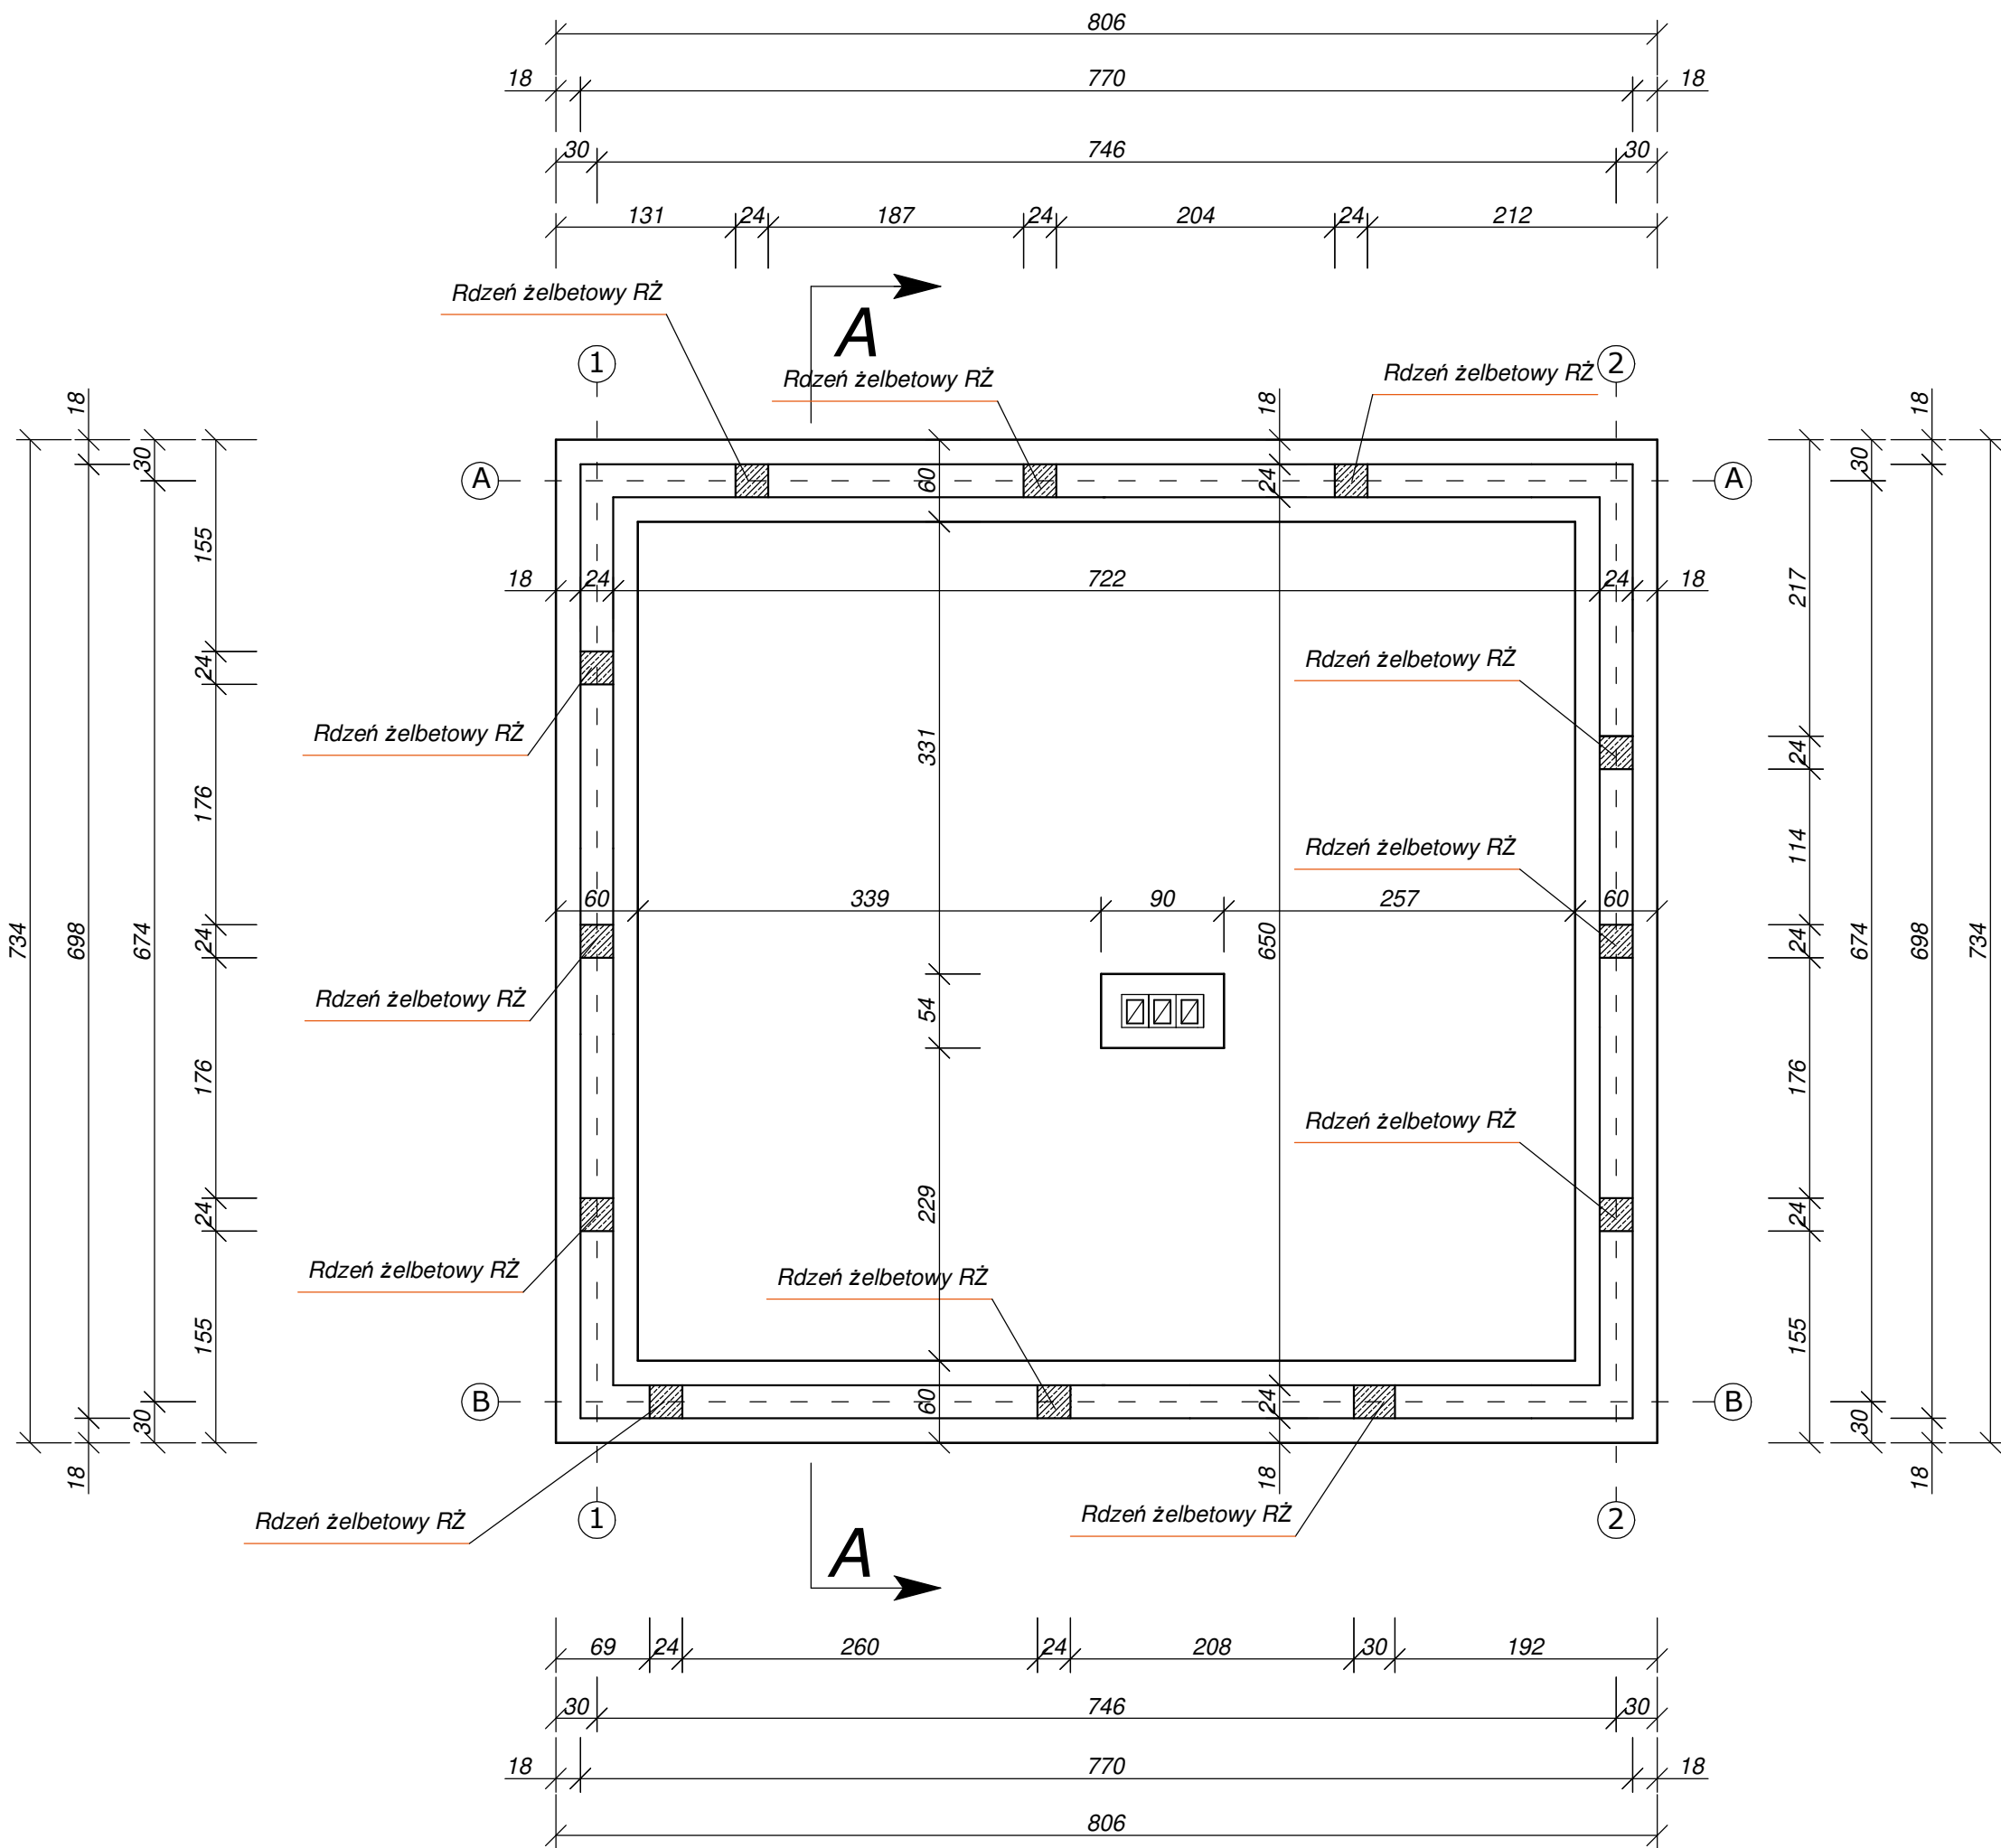 806
18 770 18
30 746 30
131 24 187 24 204 24 212
Rdzeń żelbetowy RŻ
A
1
Rdzeń żelbetowy RŻ
Rdzeń żelbetowy RŻ
2
18
18
18
30
60
24
30
A
A
155
217
18 24 722 24 18
24
Rdzeń żelbetowy RŻ
Rdzeń żelbetowy RŻ
331
24
176
114
Rdzeń żelbetowy RŻ
60 339 90 257 60
734
698
674
24
650
24
674
698
734
Rdzeń żelbetowy RŻ
54
176
176
Rdzeń żelbetowy RŻ
229
24
24
Rdzeń żelbetowy RŻ
Rdzeń żelbetowy RŻ
155
155
B
B
30
60
24
30
18
18
18
Rdzeń żelbetowy RŻ
1
Rdzeń żelbetowy RŻ
2
A
69 24 260 24 208 30 192
30 746 30
18 770 18
806